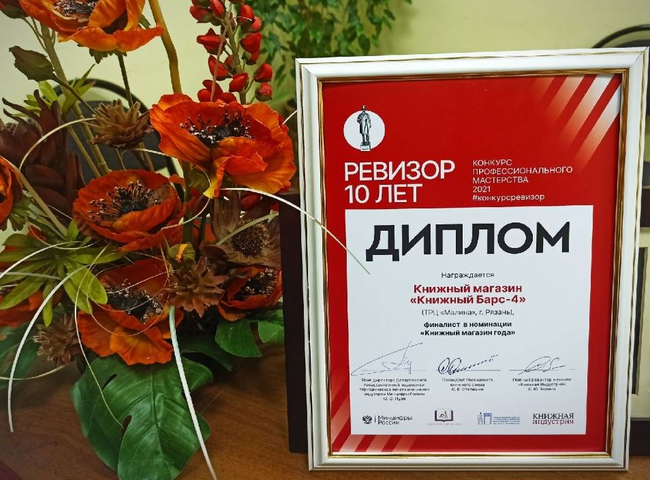 РЕВИЗОР
10 ЛЕТ
КОНКУРС
ПРОФЕССИОНАЛЬНОГО
МАСТЕРСТВА
2021
#конкурсревизор
ДИПЛОМ
Награждается
Книжный магазин
«Книжный Барс-4»
(ТРЦ «Малина», г. Рязань),
финалист в номинации
«Книжный магазин года»
Минцифры
России
КНИЖНАЯ
индустрия